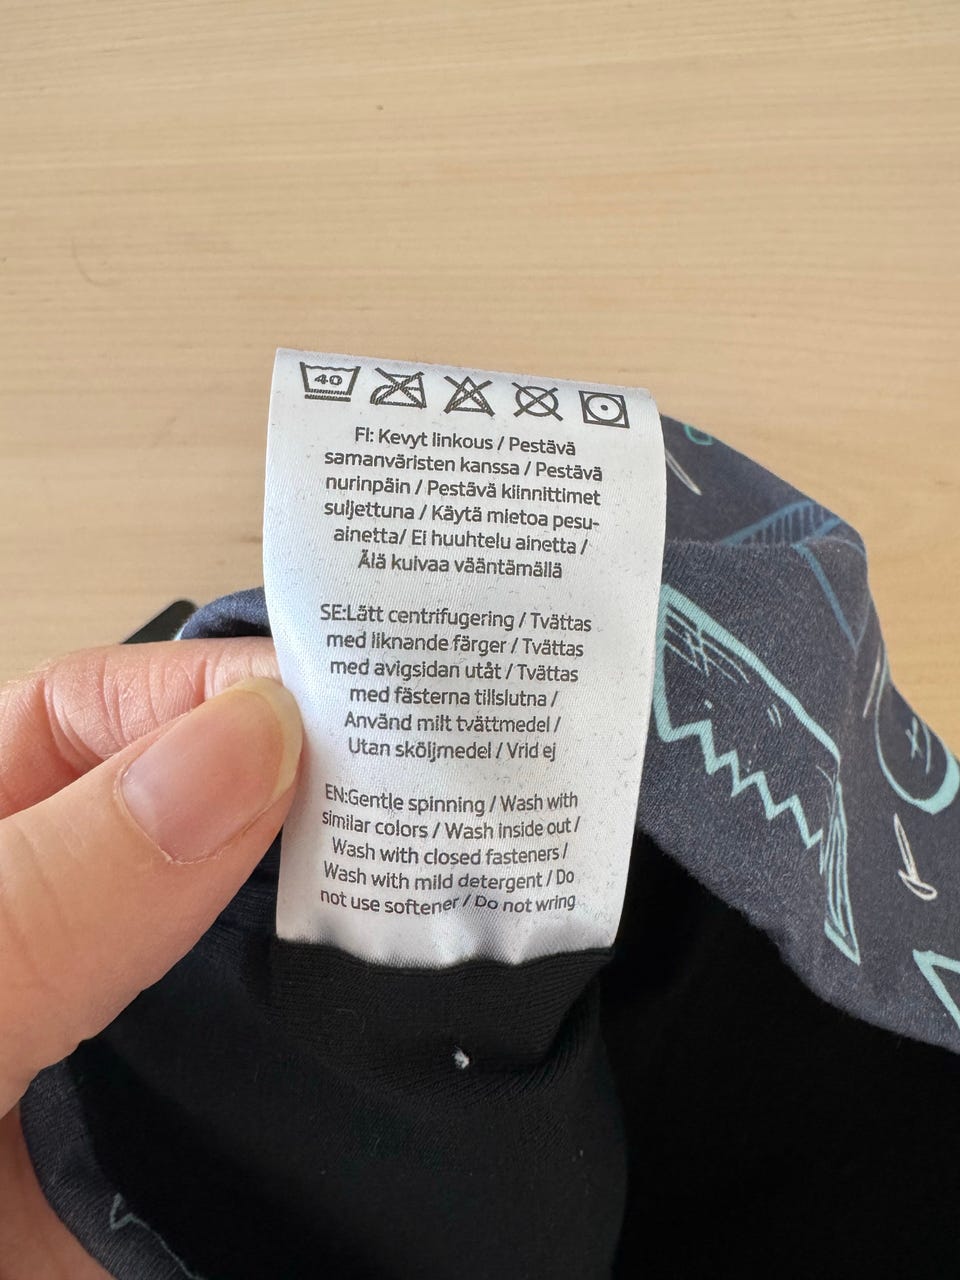 40
FI: Kevyt linkous / Pestävä
samanväristen kanssa / Pestävä
nurinpäin / Pestävä kiinnittimet
suljettuna / Käytä mietoa pesu-
ainetta/ Ei huuhtelu ainetta /
Älä kuivaa vääntämällä
SE:Lätt centrifugering / Tvättas
med liknande färger / Tvättas
med avigsidan utåt / Tvättas
med fästerna tillslutna /
Använd milt tvättmedel /
Utan sköljmedel / Vrid ej
EN:Gentle spinning / Wash with
similar colors / Wash inside out /
Wash with closed fasteners /
Wash with mild detergent / Do
not use softener / Do not wring